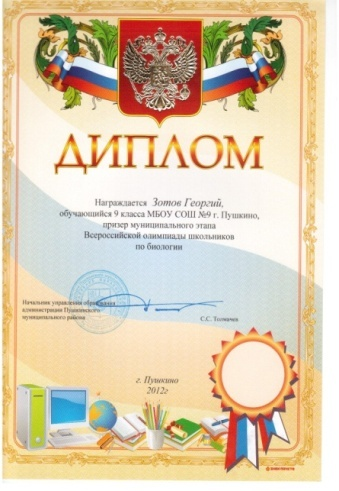 ДИПЛОМ
Награждается Зотов Георгий,
обучающийся 9 класса МБОУ СОШ №9 г. Пушкино,
призер муниципального этапа
Всероссийской олимпиады школьников
по биологии
Начальник управления образования
администрации Пушкинского
муниципального района
С.С. Толмачев
г. Пушкино
2012г